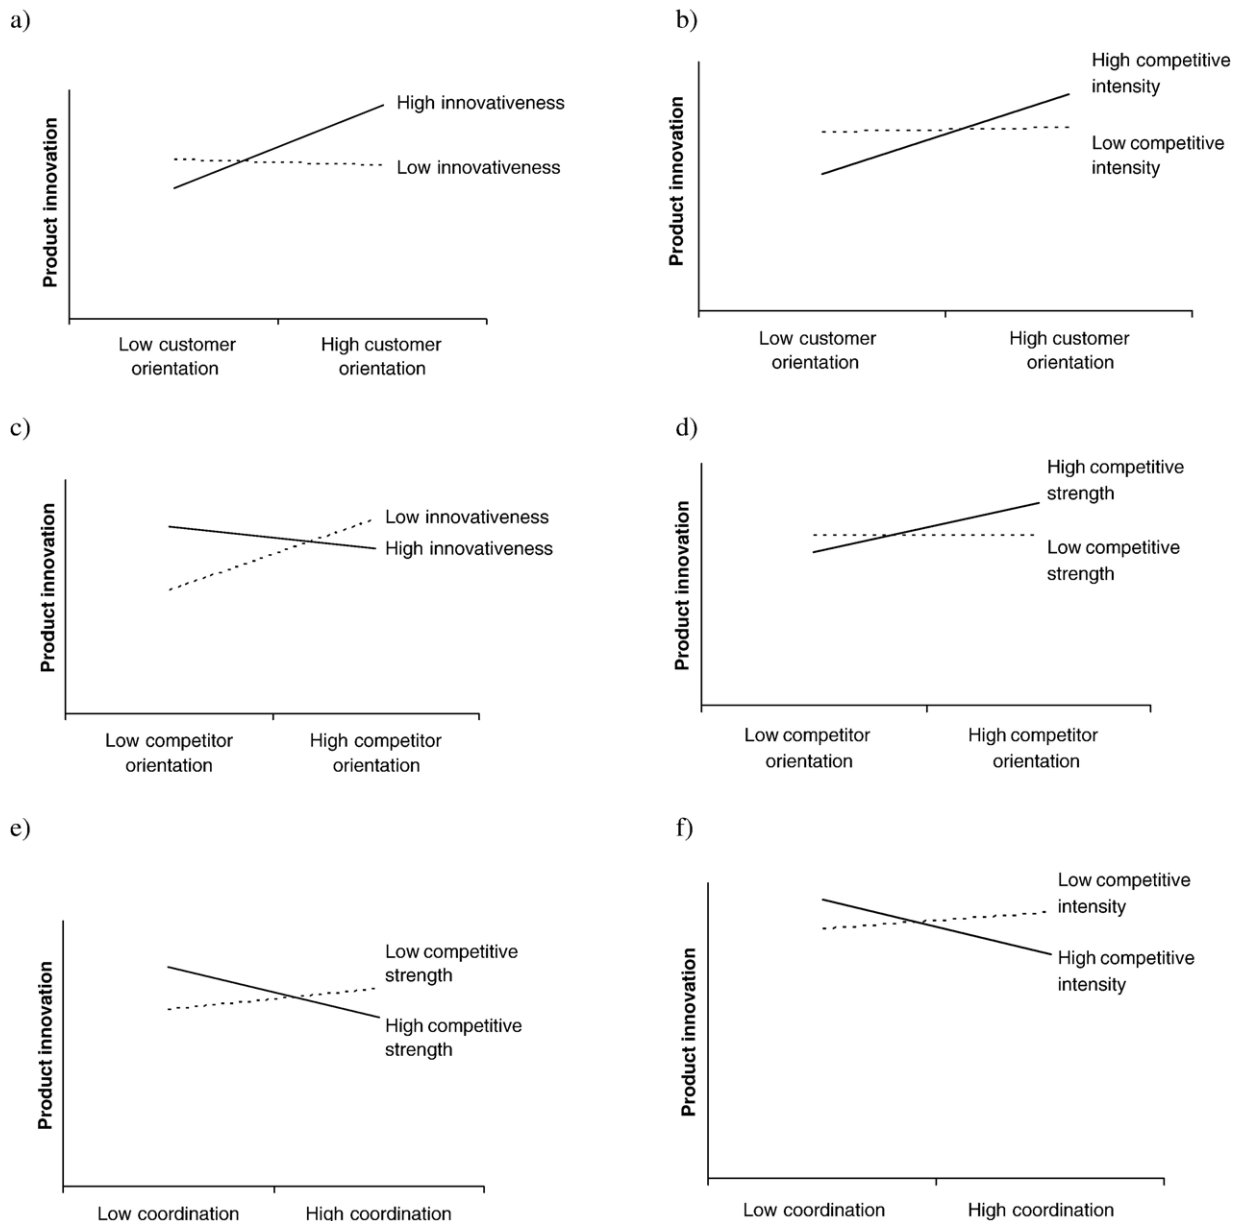 a)
Product innovation
High innovativeness
Low innovativeness
Low customer
orientation
High customer
orientation
b)
Product innovation
High competitive
intensity
Low competitive
intensity
Low customer
orientation
High customer
orientation
c)
Product innovation
Low innovativeness
High innovativeness
Low competitor
orientation
High competitor
orientation
d)
Product innovation
High competitive
strength
Low competitive
strength
Low competitor
orientation
High competitor
orientation
e)
Product innovation
Low competitive
strength
High competitive
strength
Low coordination
High coordination
f)
Product innovation
Low competitive
intensity
High competitive
intensity
Low coordination
High coordination